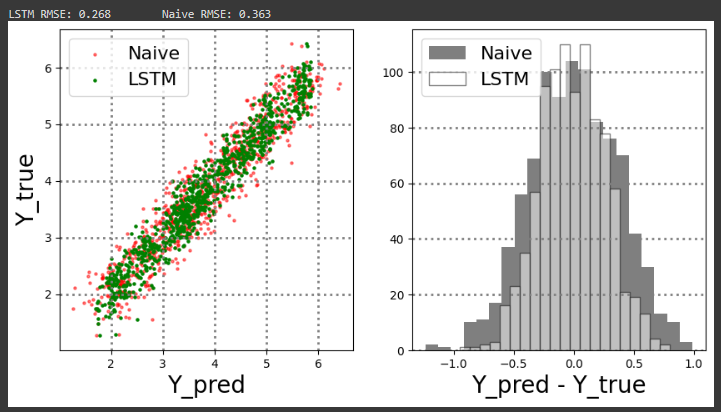 LSTM RMSE: 0.268 Naive RMSE: 0.363
Naive
LSTM
Y_true
6
5
4
3
2
2 3 4 5 6
Y_pred
Naive
LSTM
100
80
60
40
20
0
−1.0 −0.5 0.0 0.5 1.0
Y_pred - Y_true